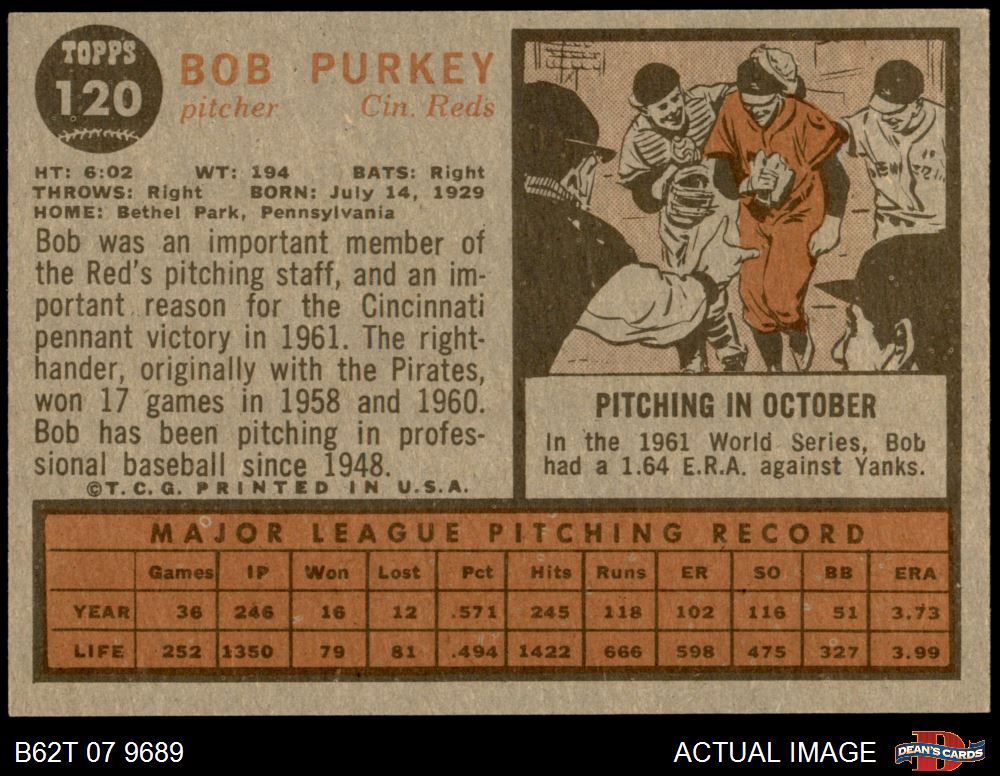 TOPPS
120
BOB PURKEY
pitcher Cin. Reds
HT: 6:02 WT: 194 BATS: Right
THROWS: Right BORN: July 14, 1929
HOME: Bethel Park, Pennsylvania
Bob was an important member of
the Red's pitching staff, and an im-
portant reason for the Cincinnati
pennant victory in 1961. The right-
hander, originally with the Pirates,
won 17 games in 1958 and 1960.
Bob has been pitching in profes-
sional baseball since 1948.
©T.C.G. PRINTED IN U.S.A.
PITCHING IN OCTOBER
In the 1961 World Series, Bob
had a 1.64 E.R.A. against Yanks.
MAJOR LEAGUE PITCHING RECORD
Games IP Won Lost Pct Hits Runs ER SO BB ERA
YEAR 36 246 16 12 .571 245 118 102 116 51 3.73
LIFE 252 1350 79 81 .494 1422 666 598 475 327 3.99
B62T 07 9689 ACTUAL IMAGE
DEAN'S CARDS